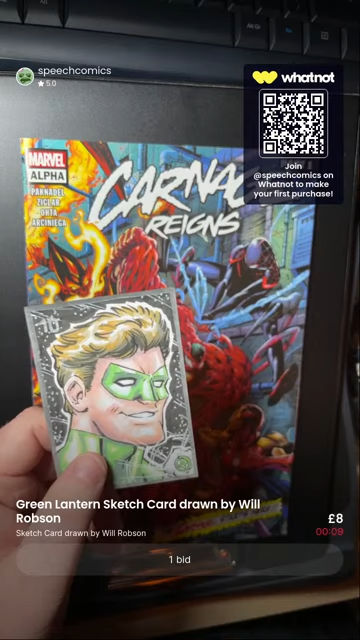 speechcomics
★ 5.0
whatnot
Join
@speechcomics on
Whatnot to make
your first purchase!
MARVEL
ALPHA
PAKNADEL
ZIGLAR
ORTA
ARCINIEGA
CARNAG
REIGNS
Green Lantern Sketch Card drawn by Will
Robson
£8
Sketch Card drawn by Will Robson
00:09
1 bid